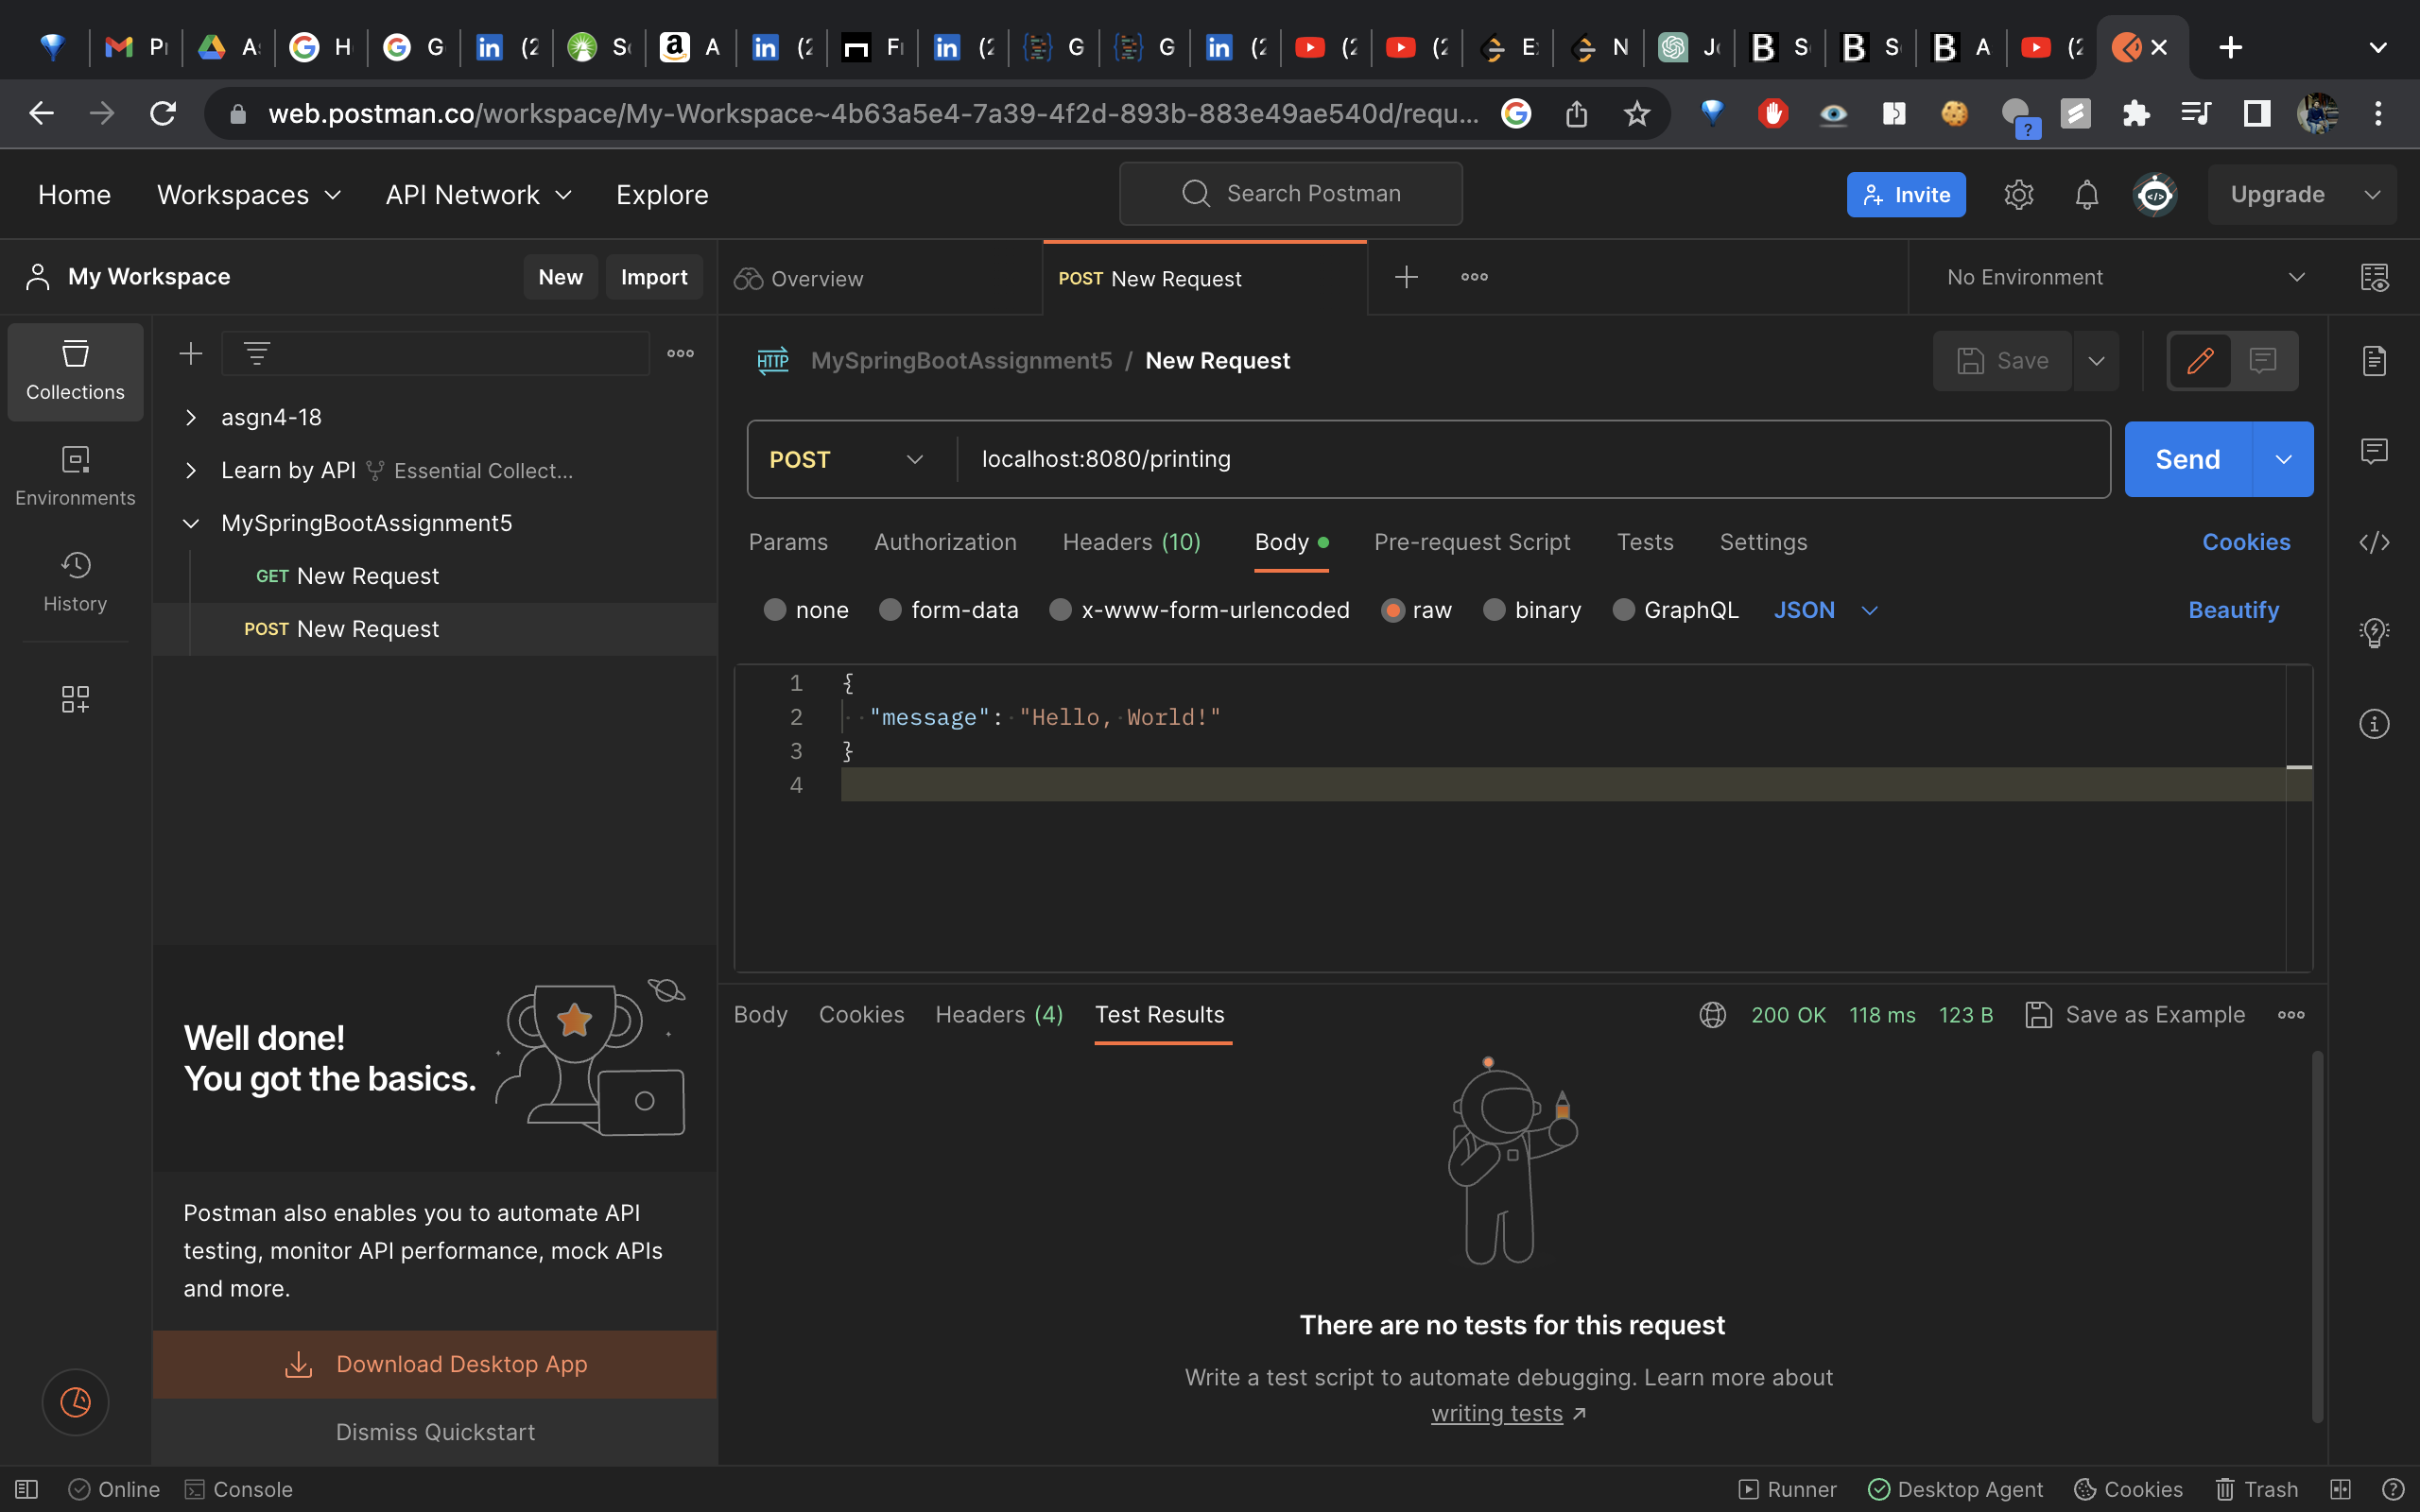 web.postman.co/workspace/My-Workspace~4b63a5e4-7a39-4f2d-893b-883e49ae540d/requ...
Home Workspaces API Network Explore Search Postman Invite Upgrade
My Workspace New Import Overview POST New Request No Environment
Collections
Environments
History
asgn4-18
Learn by API Essential Collect...
MySpringBootAssignment5
GET New Request
POST New Request
Well done!
You got the basics.
Postman also enables you to automate API
testing, monitor API performance, mock APIs
and more.
Download Desktop App
Dismiss Quickstart
HTTP MySpringBootAssignment5 / New Request Save
POST localhost:8080/printing Send
Params Authorization Headers (10) Body Pre-request Script Tests Settings Cookies
none form-data x-www-form-urlencoded raw binary GraphQL JSON Beautify
1 {
2 "message": "Hello, World!"
3 }
4
Body Cookies Headers (4) Test Results 200 OK 118 ms 123 B Save as Example
There are no tests for this request
Write a test script to automate debugging. Learn more about
writing tests
Online Console Runner Desktop Agent Cookies Trash